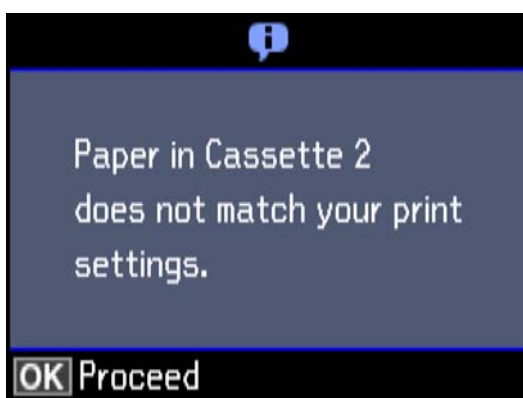 Paper in Cassette 2
does not match your print
settings.
OK Proceed